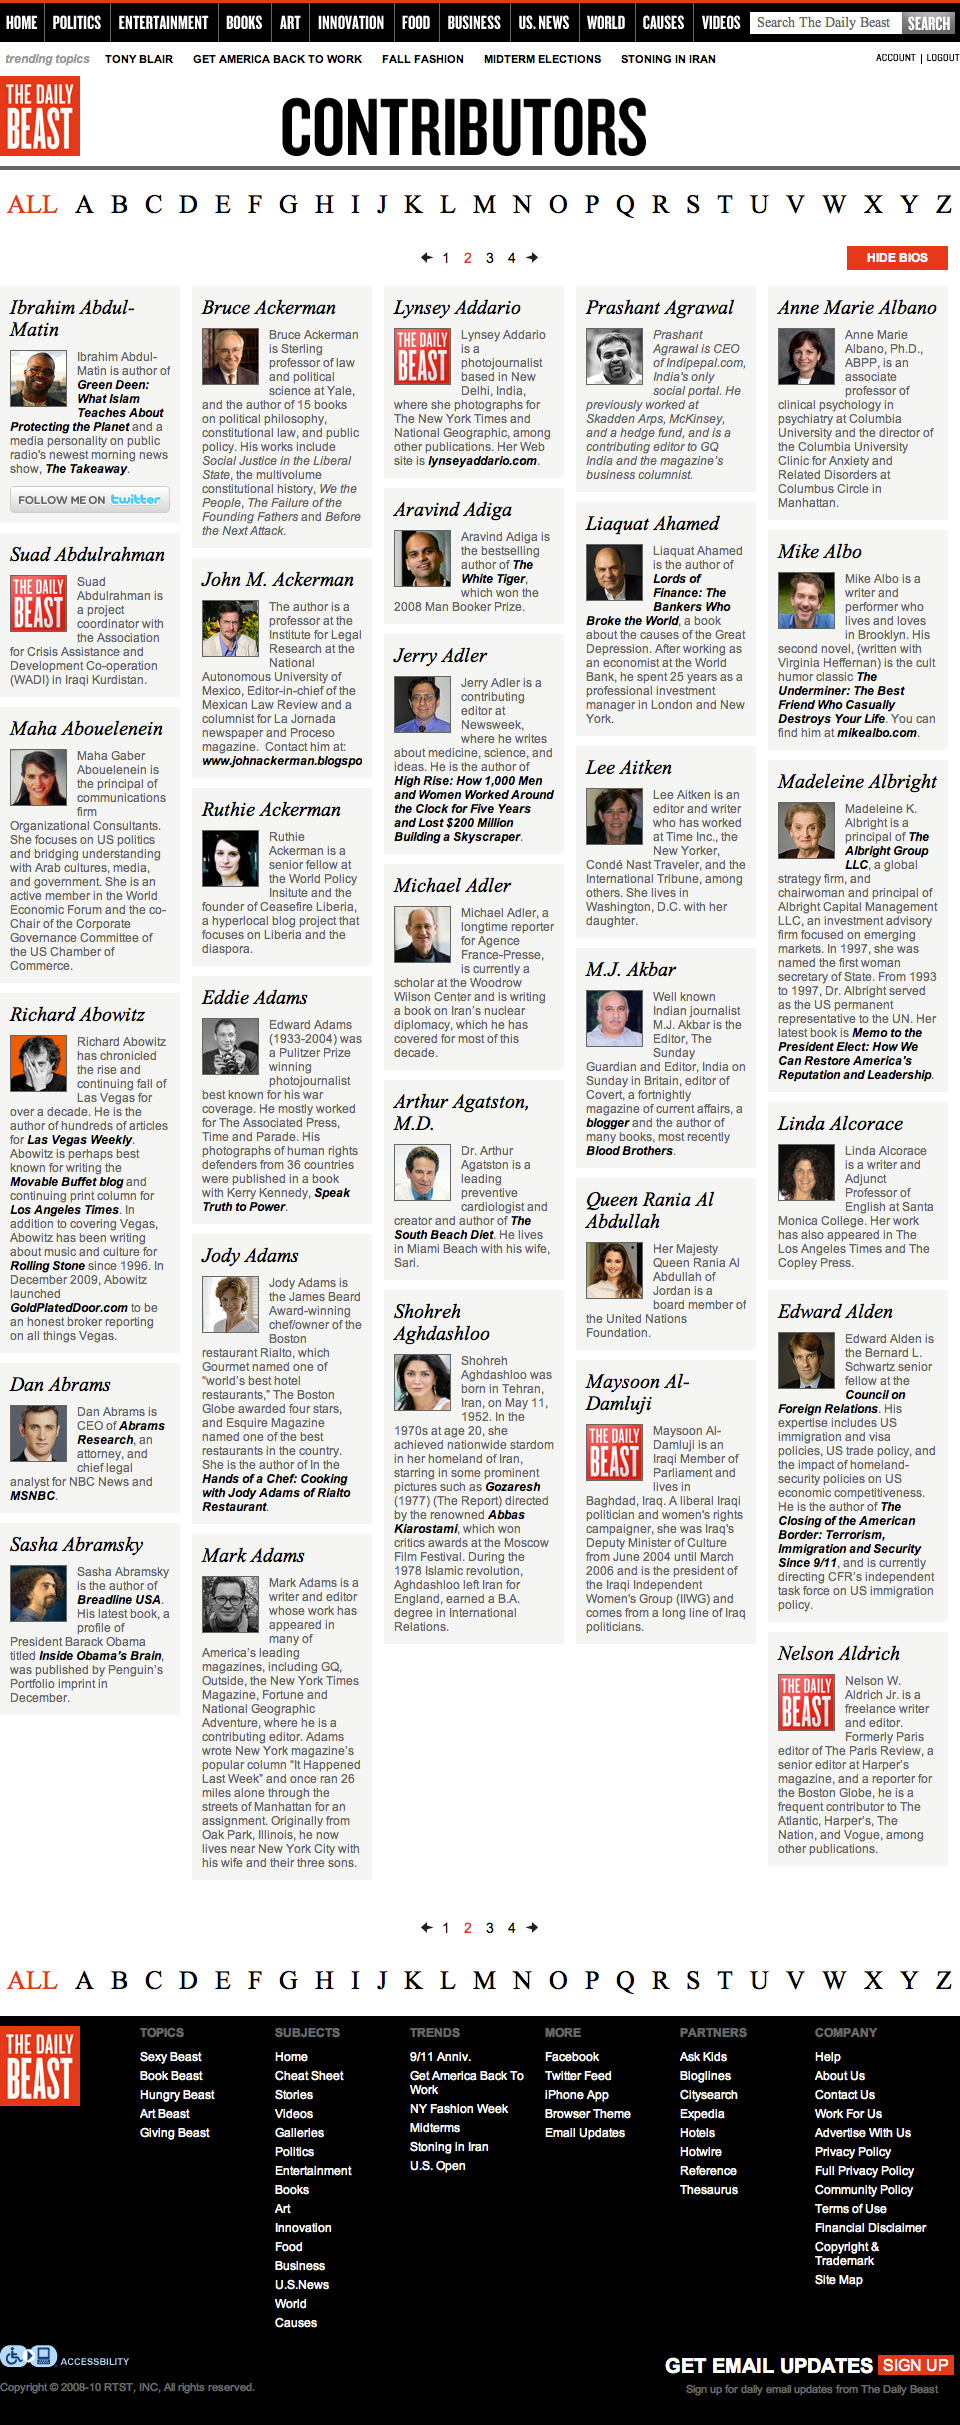 HOME POLITICS ENTERTAINMENT BOOKS ART INNOVATION FOOD BUSINESS US. NEWS WORLD CAUSES VIDEOS Search The Daily Beast SEARCH
trending topics TONY BLAIR GET AMERICA BACK TO WORK FALL FASHION MIDTERM ELECTIONS STONING IN IRAN ACCOUNT | LOGOUT
THE DAILY
BEAST
CONTRIBUTORS
ALL A B C D E F G H I J K L M N O P Q R S T U V W X Y Z
1 2 3 4
HIDE BIOS
Ibrahim Abdul-
Matin
Ibrahim Abdul-
Matin is author of
Green Deen:
What Islam
Teaches About
Protecting the Planet and a
media personality on public
radio's newest morning news
show, The Takeaway.
FOLLOW ME ON twitter
Suad Abdulrahman
THE DAILY
BEAST
Suad
Abdulrahman is
a project
coordinator with
the Association
for Crisis Assistance and
Development Co-operation
(WADI) in Iraqi Kurdistan.
Maha Abouelenein
Maha Gaber
Abouelenein is
the principal of
communications
firm
Organizational Consultants.
She focuses on US politics
and bridging understanding
with Arab cultures, media,
and government. She is an
active member in the World
Economic Forum and the co-
Chair of the Corporate
Governance Committee of
the US Chamber of
Commerce.
Richard Abowitz
Richard Abowitz
has chronicled
the rise and
continuing fall of
Las Vegas for
over a decade. He is the
author of hundreds of articles
for Las Vegas Weekly.
Abowitz is perhaps best
known for writing the
Movable Buffet blog and
continuing print column for
Los Angeles Times. In
addition to covering Vegas,
Abowitz has been writing
about music and culture for
Rolling Stone since 1996. In
December 2009, Abowitz
launched
GoldPlatedDoor.com to be
an honest broker reporting
on all things Vegas.
Dan Abrams
Dan Abrams is
CEO of Abrams
Research, an
attorney, and
chief legal
analyst for NBC News and
MSNBC.
Sasha Abramsky
Sasha Abramsky
is the author of
Breadline USA.
His latest book, a
profile of
President Barack Obama
titled Inside Obama's Brain,
was published by Penguin's
Portfolio imprint in
December.
Bruce Ackerman
Bruce Ackerman
is Sterling
professor of law
and political
science at Yale,
and the author of 15 books
on political philosophy,
constitutional law, and public
policy. His works include
Social Justice in the Liberal
State, the multivolume
constitutional history, We the
People, The Failure of the
Founding Fathers and Before
the Next Attack.
John M. Ackerman
The author is a
professor at the
Institute for Legal
Research at the
National
Autonomous University of
Mexico, Editor-in-chief of the
Mexican Law Review and a
columnist for La Jornada
newspaper and Proceso
magazine. Contact him at:
www.johnackerman.blogspo
Ruthie Ackerman
Ruthie
Ackerman is a
senior fellow at
the World Policy
Insitute and the
founder of Ceasefire Liberia,
a hyperlocal blog project that
focuses on Liberia and the
diaspora.
Eddie Adams
Edward Adams
(1933-2004) was
a Pulitzer Prize
winning
photojournalist
best known for his war
coverage. He mostly worked
for The Associated Press,
Time and Parade. His
photographs of human rights
defenders from 36 countries
were published in a book
with Kerry Kennedy, Speak
Truth to Power.
Jody Adams
Jody Adams is
the James Beard
Award-winning
chef/owner of the
Boston
restaurant Rialto, which
Gourmet named one of
"world's best hotel
restaurants," The Boston
Globe awarded four stars,
and Esquire Magazine
named one of the best
restaurants in the country.
She is the author of In the
Hands of a Chef: Cooking
with Jody Adams of Rialto
Restaurant.
Mark Adams
Mark Adams is a
writer and editor
whose work has
appeared in
many of
America's leading
magazines, including GQ,
Outside, the New York Times
Magazine, Fortune and
National Geographic
Adventure, where he is a
contributing editor. Adams
wrote New York magazine's
popular column "It Happened
Last Week" and once ran 26
miles alone through the
streets of Manhattan for an
assignment. Originally from
Oak Park, Illinois, he now
lives near New York City with
his wife and their three sons.
Lynsey Addario
THE DAILY
BEAST
Lynsey Addario
is a
photojournalist
based in New
Delhi, India,
where she photographs for
The New York Times and
National Geographic, among
other publications. Her Web
site is lynseyaddario.com.
Aravind Adiga
Aravind Adiga is
the bestselling
author of The
White Tiger,
which won the
2008 Man Booker Prize.
Jerry Adler
Jerry Adler is a
contributing
editor at
Newsweek,
where he writes
about medicine, science, and
ideas. He is the author of
High Rise: How 1,000 Men
and Women Worked Around
the Clock for Five Years
and Lost $200 Million
Building a Skyscraper.
Michael Adler
Michael Adler, a
longtime reporter
for Agence
France-Presse,
is currently a
scholar at the Woodrow
Wilson Center and is writing
a book on Iran's nuclear
diplomacy, which he has
covered for most of this
decade.
Arthur Agatston,
M.D.
Dr. Arthur
Agatston is a
leading
preventive
cardiologist and
creator and author of The
South Beach Diet. He lives
in Miami Beach with his wife,
Sari.
Shohreh
Aghdashloo
Shohreh
Aghdashloo was
born in Tehran,
Iran, on May 11,
1952. In the
1970s at age 20, she
achieved nationwide stardom
in her homeland of Iran,
starring in some prominent
pictures such as Gozaresh
(1977) (The Report) directed
by the renowned Abbas
Kiarostami, which won
critics awards at the Moscow
Film Festival. During the
1978 Islamic revolution,
Aghdashloo left Iran for
England, earned a B.A.
degree in International
Relations.
Prashant Agrawal
Prashant
Agrawal is CEO
of Indipepal.com,
India's only
social portal. He
previously worked at
Skadden Arps, McKinsey,
and a hedge fund, and is a
contributing editor to GQ
India and the magazine's
business columnist.
Liaquat Ahamed
Liaquat Ahamed
is the author of
Lords of
Finance: The
Bankers Who
Broke the World, a book
about the causes of the Great
Depression. After working as
an economist at the World
Bank, he spent 25 years as a
professional investment
manager in London and New
York.
Lee Aitken
Lee Aitken is an
editor and writer
who has worked
at Time Inc., the
New Yorker,
Condé Nast Traveler, and the
International Tribune, among
others. She lives in
Washington, D.C. with her
daughter.
M.J. Akbar
Well known
Indian journalist
M.J. Akbar is the
Editor, The
Sunday
Guardian and Editor, India on
Sunday in Britain, editor of
Covert, a fortnightly
magazine of current affairs, a
blogger and the author of
many books, most recently
Blood Brothers.
Queen Rania Al
Abdullah
Her Majesty
Queen Rania Al
Abdullah of
Jordan is a
board member of
the United Nations
Foundation.
Maysoon Al-
Damluji
THE DAILY
BEAST
Maysoon Al-
Damluji is an
Iraqi Member of
Parliament and
lives in
Baghdad, Iraq. A liberal Iraqi
politician and women's rights
campaigner, she was Iraq's
Deputy Minister of Culture
from June 2004 until March
2006 and is the president of
the Iraqi Independent
Women's Group (IIWG) and
comes from a long line of Iraq
politicians.
Anne Marie Albano
Anne Marie
Albano, Ph.D.,
ABPP, is an
associate
professor of
clinical psychology in
psychiatry at Columbia
University and the director of
the Columbia University
Clinic for Anxiety and
Related Disorders at
Columbus Circle in
Manhattan.
Mike Albo
Mike Albo is a
writer and
performer who
lives and loves
in Brooklyn. His
second novel, (written with
Virginia Heffernan) is the cult
humor classic The
Underminer: The Best
Friend Who Casually
Destroys Your Life. You can
find him at mikealbo.com.
Madeleine Albright
Madeleine K.
Albright is a
principal of The
Albright Group
LLC, a global
strategy firm, and
chairwoman and principal of
Albright Capital Management
LLC, an investment advisory
firm focused on emerging
markets. In 1997, she was
named the first woman
secretary of State. From 1993
to 1997, Dr. Albright served
as the US permanent
representative to the UN. Her
latest book is Memo to the
President Elect: How We
Can Restore America's
Reputation and Leadership.
Linda Alcorace
Linda Alcorace
is a writer and
Adjunct
Professor of
English at Santa
Monica College. Her work
has also appeared in The
Los Angeles Times and The
Copley Press.
Edward Alden
Edward Alden is
the Bernard L.
Schwartz senior
fellow at the
Council on
Foreign Relations. His
expertise includes US
immigration and visa
policies, US trade policy, and
the impact of homeland-
security policies on US
economic competitiveness.
He is the author of The
Closing of the American
Border: Terrorism,
Immigration and Security
Since 9/11, and is currently
directing CFR's independent
task force on US immigration
policy.
Nelson Aldrich
THE DAILY
BEAST
Nelson W.
Aldrich Jr. is a
freelance writer
and editor.
Formerly Paris
editor of The Paris Review, a
senior editor at Harper's
magazine, and a reporter for
the Boston Globe, he is a
frequent contributor to The
Atlantic, Harper's, The
Nation, and Vogue, among
other publications.
1 2 3 4
ALL A B C D E F G H I J K L M N O P Q R S T U V W X Y Z
THE DAILY
BEAST
TOPICS
Sexy Beast
Book Beast
Hungry Beast
Art Beast
Giving Beast
SUBJECTS
Home
Cheat Sheet
Stories
Videos
Galleries
Politics
Entertainment
Books
Art
Innovation
Food
Business
U.S.News
World
Causes
TRENDS
9/11 Anniv.
Get America Back To
Work
NY Fashion Week
Midterms
Stoning in Iran
U.S. Open
MORE
Facebook
Twitter Feed
iPhone App
Browser Theme
Email Updates
PARTNERS
Ask Kids
Bloglines
Citysearch
Expedia
Hotels
Hotwire
Reference
Thesaurus
COMPANY
Help
About Us
Contact Us
Work For Us
Advertise With Us
Privacy Policy
Full Privacy Policy
Community Policy
Terms of Use
Financial Disclaimer
Copyright &
Trademark
Site Map
ACCESSBILITY
GET EMAIL UPDATES SIGN UP
Copyright © 2008-10 RTST, INC, All rights reserved.
Sign up for daily email updates from The Daily Beast